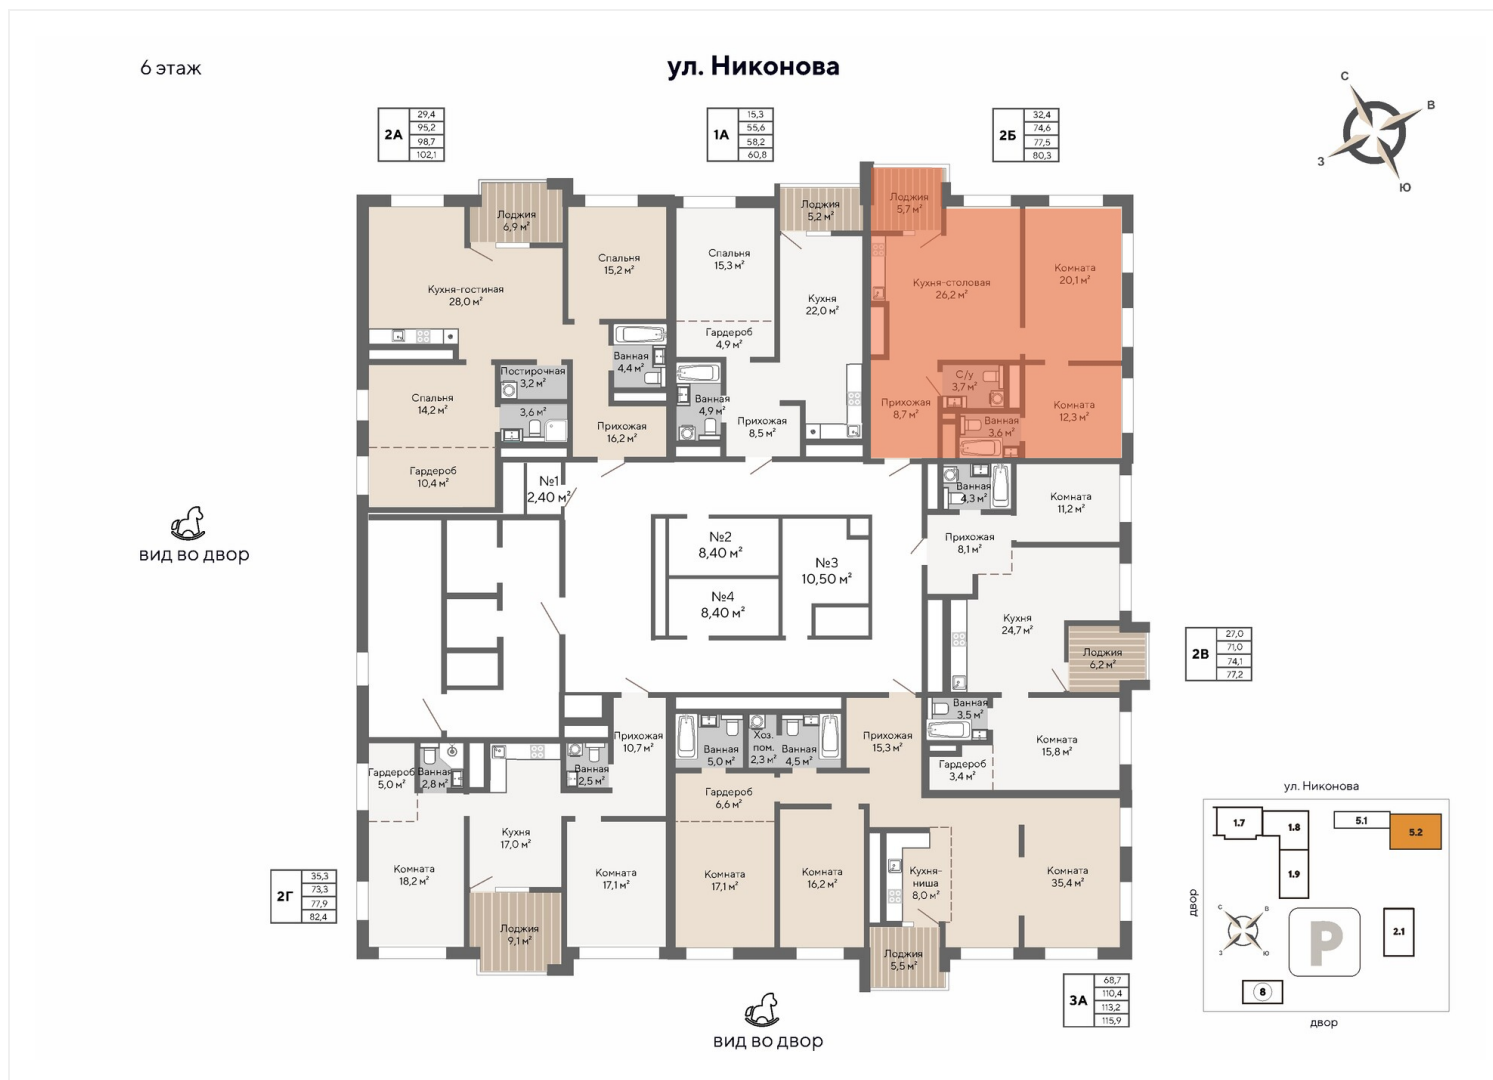 6 этаж
ул. Никонова
С
В
З
Ю
2А
29,4
95,2
98,7
102,1
1А
15,3
55,6
58,2
60,8
2Б
32,4
74,6
77,5
80,3
Лоджия
6,9 м²
Спальня
15,2 м²
Кухня-гостиная
28,0 м²
Ванная
4,4 м²
Постирочная
3,2 м²
3,6 м²
Спальня
14,2 м²
Гардероб
10,4 м²
Прихожая
16,2 м²
Спальня
15,3 м²
Гардероб
4,9 м²
Лоджия
5,2 м²
Кухня
22,0 м²
Ванная
4,9 м²
Прихожая
8,5 м²
Лоджия
5,7 м²
Кухня-столовая
26,2 м²
Комната
20,1 м²
С/у
3,7 м²
Прихожая
8,7 м²
Ванная
3,6 м²
Комната
12,3 м²
№1
2,40 м²
№2
8,40 м²
№3
10,50 м²
№4
8,40 м²
Ванная
4,3 м²
Комната
11,2 м²
Прихожая
8,1 м²
Кухня
24,7 м²
Лоджия
6,2 м²
Ванная
3,5 м²
Комната
15,8 м²
Гардероб
3,4 м²
2В
27,0
71,0
74,1
77,2
вид во двор
Прихожая
10,7 м²
Гардероб
5,0 м²
Ванная
2,8 м²
Ванная
2,5 м²
Кухня
17,0 м²
Комната
18,2 м²
Комната
17,1 м²
Лоджия
9,1 м²
2Г
35,3
73,3
77,9
82,4
Ванная
5,0 м²
Хоз.
пом.
2,3 м²
Ванная
4,5 м²
Прихожая
15,3 м²
Гардероб
6,6 м²
Комната
17,1 м²
Комната
16,2 м²
Кухня-
ниша
8,0 м²
Комната
35,4 м²
Лоджия
5,5 м²
3А
68,7
110,4
113,2
115,9
вид во двор
ул. Никонова
1.7
1.8
1.9
5.1
5.2
2.1
8
P
С
В
З
Ю
двор
двор